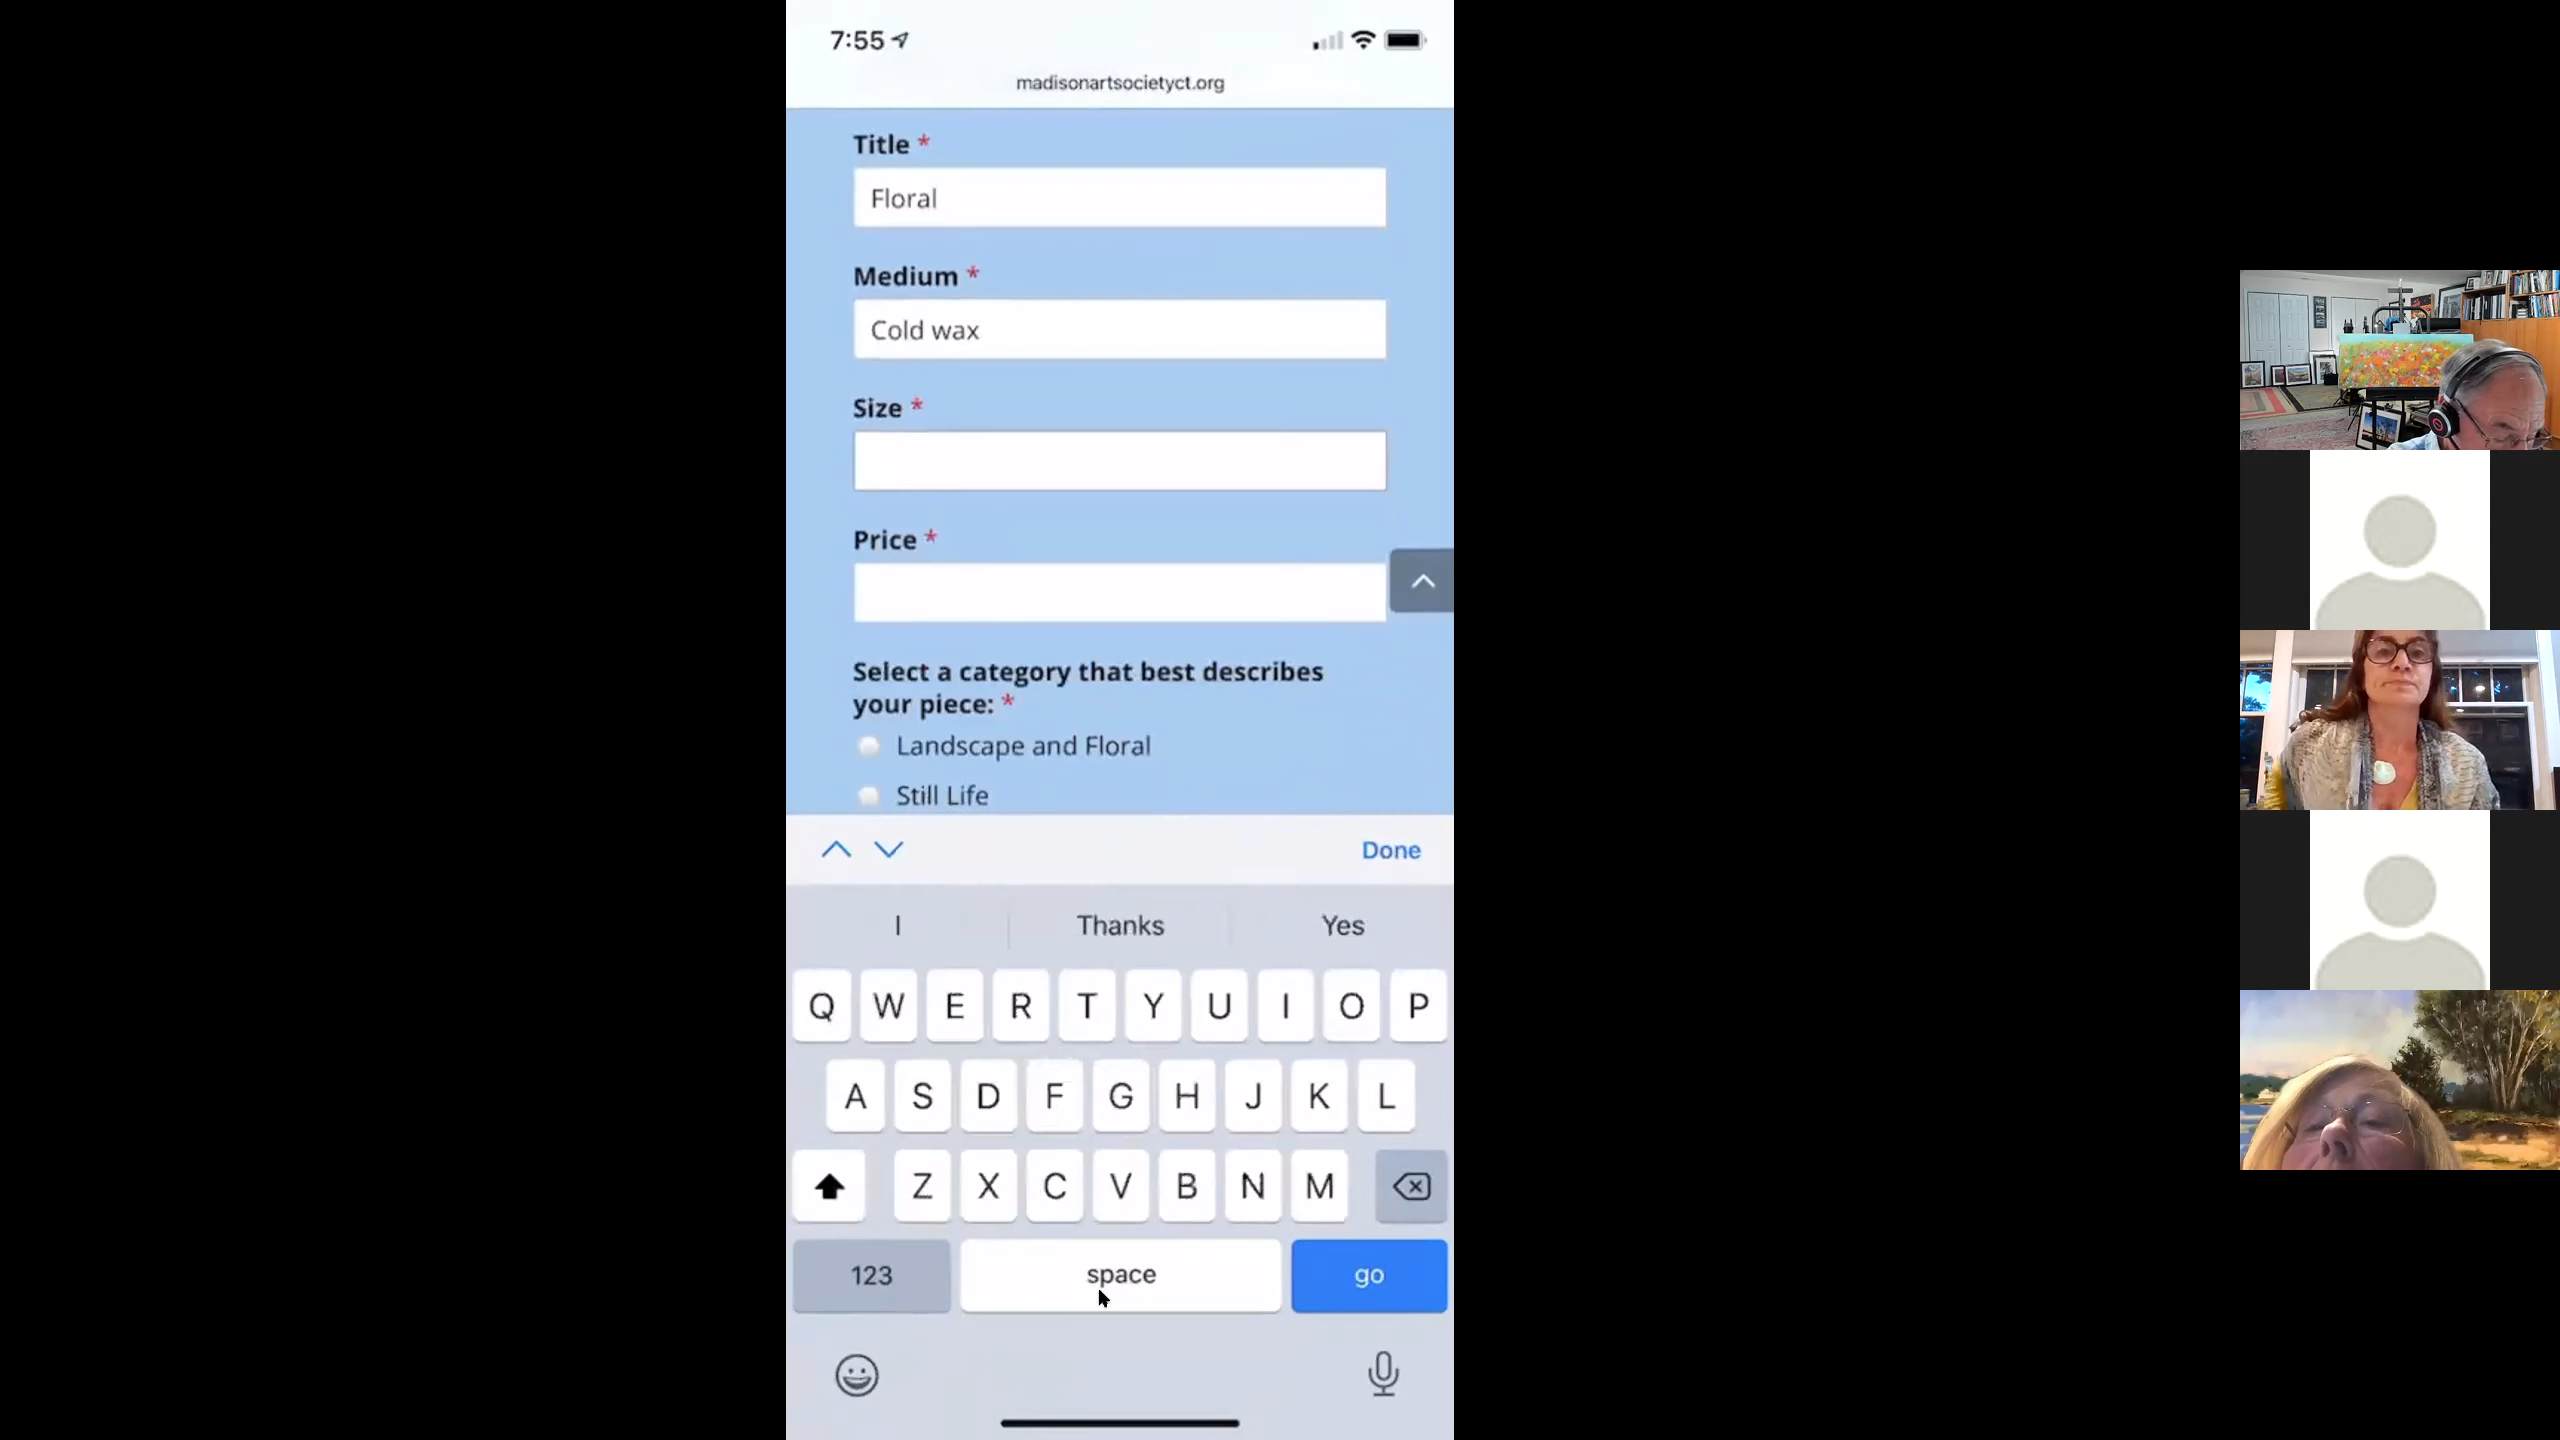 7:55
madisonartsocietyct.org
Title *
Floral
Medium *
Cold wax
Size *
Price *
Select a category that best describes
your piece: *
Landscape and Floral
Still Life
Done
I Thanks Yes
Q W E R T Y U I O P
A S D F G H J K L
Z X C V B N M
123 space go